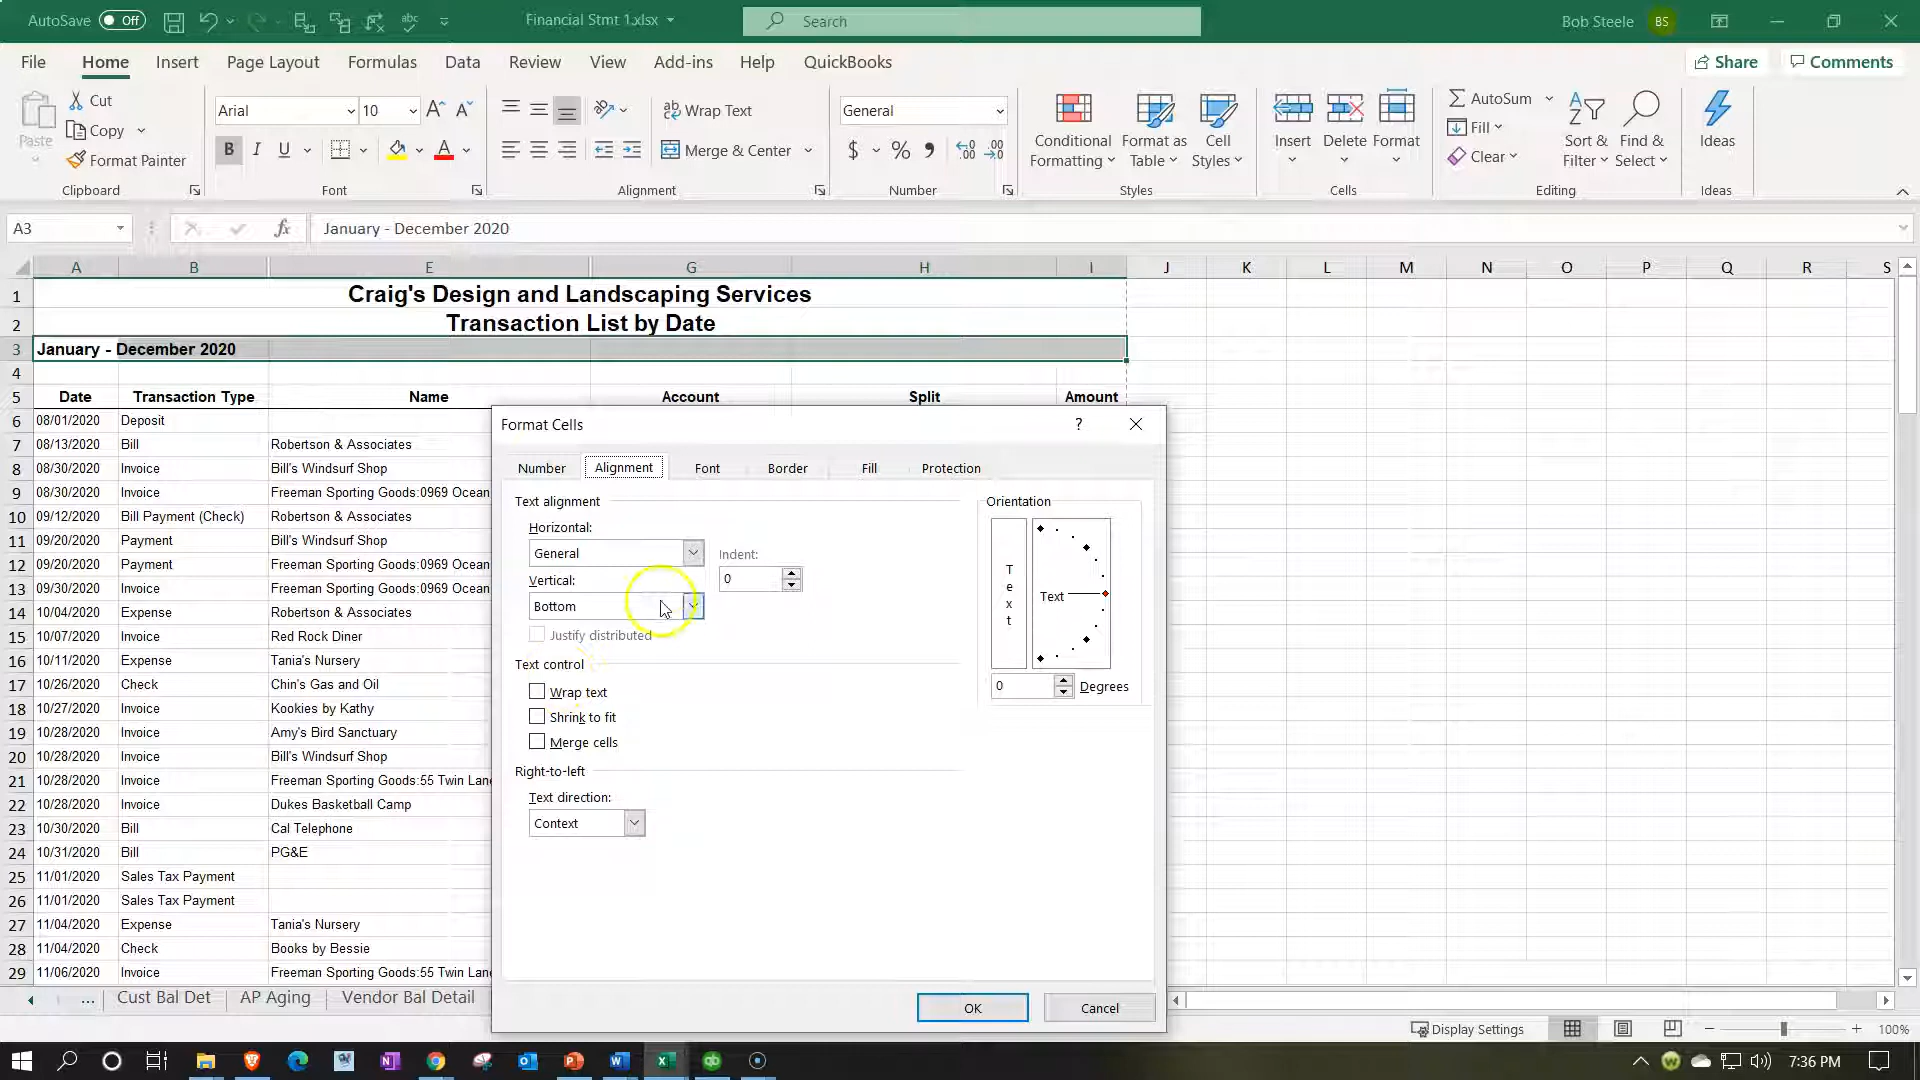 AutoSave Off
Financial Stmt 1.xlsx
Search
Bob Steele BS
File Home Insert Page Layout Formulas Data Review View Add-ins Help QuickBooks Share Comments
Cut
Copy
Format Painter
Paste
Clipboard
Arial 10
B I U A
Font
Wrap Text
Merge & Center
Alignment
General
$ % 9
Number
Conditional Formatting
Format as Table
Cell Styles
Styles
Insert Delete Format
Cells
AutoSum
Fill
Clear
Sort & Filter
Find & Select
Editing
Ideas
Ideas
A3 fx January - December 2020
A B E G H I J K L M N O P Q R S
1 Craig's Design and Landscaping Services
2 Transaction List by Date
3 January - December 2020
4
5 Date Transaction Type Name Account Split Amount
6 08/01/2020 Deposit
7 08/13/2020 Bill Robertson & Associates
8 08/30/2020 Invoice Bill's Windsurf Shop
9 08/30/2020 Invoice Freeman Sporting Goods:0969 Ocean
10 09/12/2020 Bill Payment (Check) Robertson & Associates
11 09/20/2020 Payment Bill's Windsurf Shop
12 09/20/2020 Payment Freeman Sporting Goods:0969 Ocean
13 09/30/2020 Invoice Freeman Sporting Goods:0969 Ocean
14 10/04/2020 Expense Robertson & Associates
15 10/07/2020 Invoice Red Rock Diner
16 10/11/2020 Expense Tania's Nursery
17 10/26/2020 Check Chin's Gas and Oil
18 10/27/2020 Invoice Kookies by Kathy
19 10/28/2020 Invoice Amy's Bird Sanctuary
20 10/28/2020 Invoice Bill's Windsurf Shop
21 10/28/2020 Invoice Freeman Sporting Goods:55 Twin Lane
22 10/28/2020 Invoice Dukes Basketball Camp
23 10/30/2020 Bill Cal Telephone
24 10/31/2020 Bill PG&E
25 11/01/2020 Sales Tax Payment
26 11/01/2020 Sales Tax Payment
27 11/04/2020 Expense Tania's Nursery
28 11/04/2020 Check Books by Bessie
29 11/06/2020 Invoice Freeman Sporting Goods:55 Twin Lane
Format Cells ?
Number Alignment Font Border Fill Protection
Text alignment
Horizontal:
General
Indent:
0
Vertical:
Bottom
Justify distributed
Text control
Wrap text
Shrink to fit
Merge cells
Right-to-left
Text direction:
Context
Orientation
Text
Text
0 Degrees
OK Cancel
... Cust Bal Det AP Aging Vendor Bal Detail
Display Settings 100%
7:36 PM